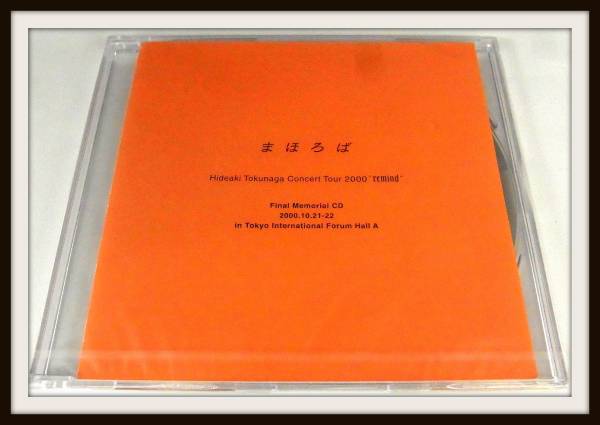 まほろば
Hideaki Tokunaga Concert Tour 2000 "remind"
Final Memorial CD
2000.10.21-22
in Tokyo International Forum Hall A